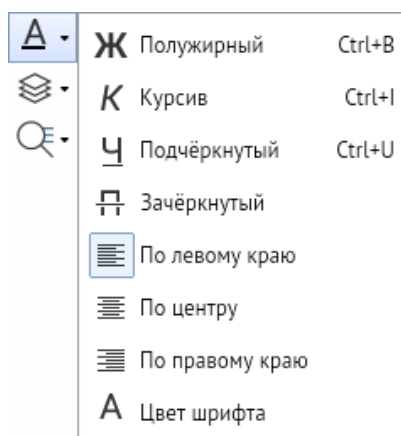 A
Ж Полужирный Ctrl+B
К Курсив Ctrl+I
Ч Подчёркнутый Ctrl+U
П Зачёркнутый
По левому краю
По центру
По правому краю
А Цвет шрифта